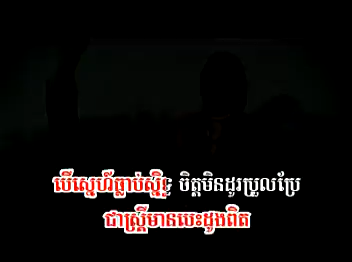 បើស្នេហ៍ធ្លាប់ស្និទ្ធ ចិត្តមិនដូរប្រួលប្រែ
ជាស្ត្រីមានបេះដូងពិត